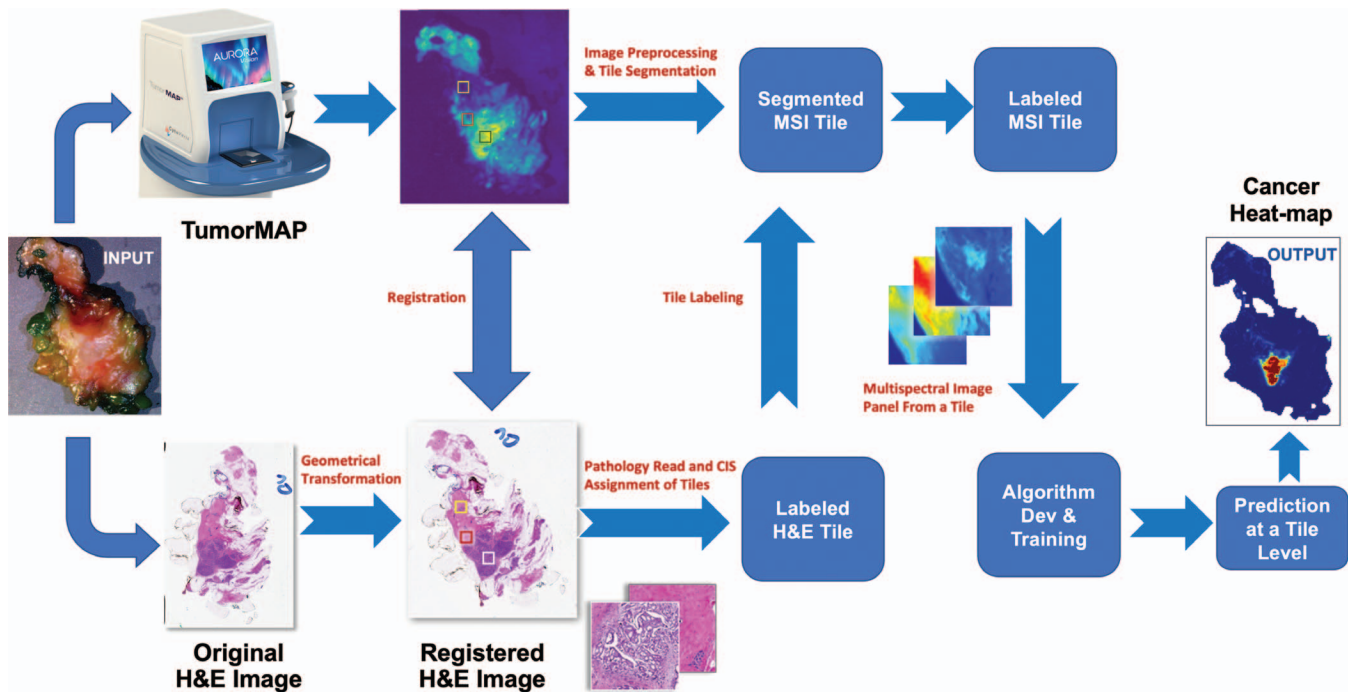 AURORA
TumorMAP
TumorMAP
INPUT
Image Preprocessing
& Tile Segmentation
Segmented
MSI Tile
Labeled
MSI Tile
Cancer
Heat-map
OUTPUT
Registration
Tile Labeling
Multispectral Image
Panel From a Tile
Geometrical
Transformation
Pathology Read and CIS
Assignment of Tiles
Labeled
H&E Tile
Algorithm
Dev &
Training
Prediction
at a Tile
Level
Original
H&E Image
Registered
H&E Image